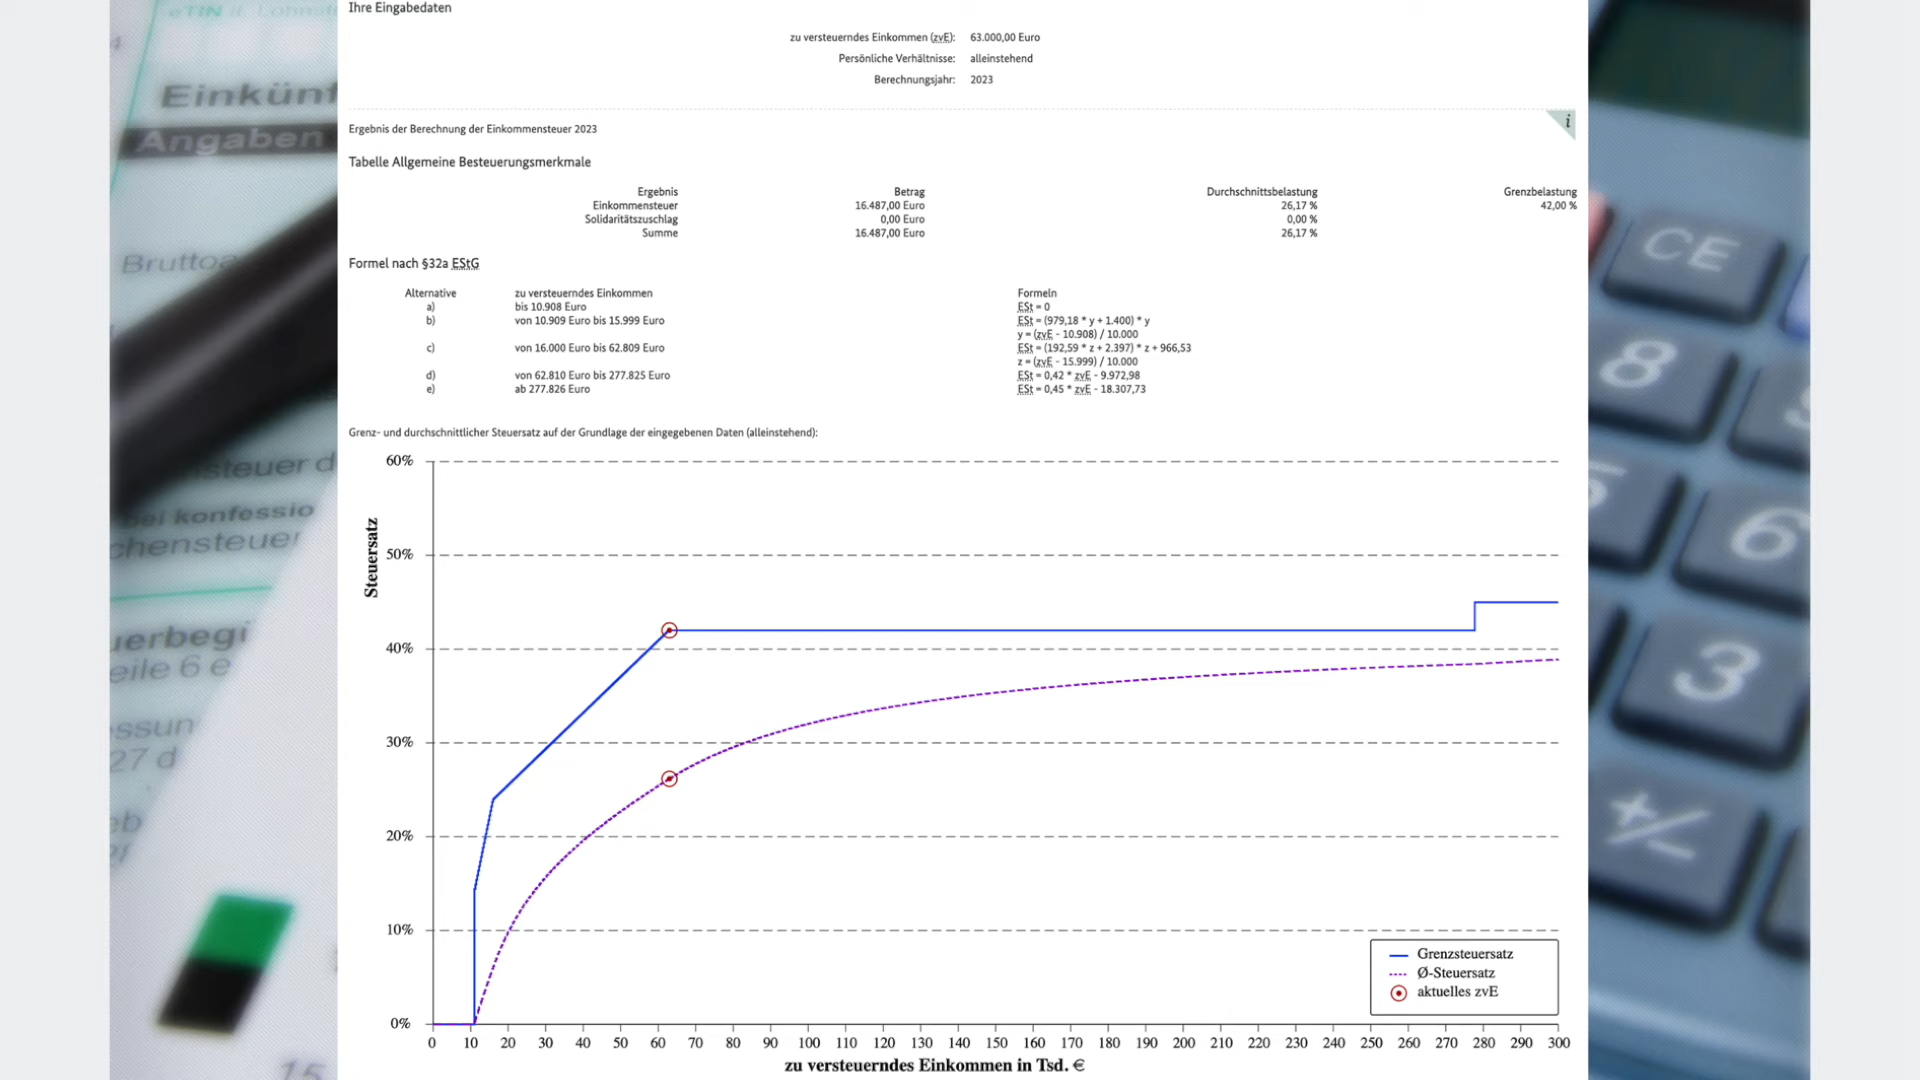 eTIN lt. Lohnst
Einkünf
Angaben
Bruttoa
steuer d
bei konfessio
chensteuer
uerbegi
eile 6 e
ssun
27 d
15
Ihre Eingabedaten
zu versteuerndes Einkommen (zvE): 63.000,00 Euro
Persönliche Verhältnisse: alleinstehend
Berechnungsjahr: 2023
i
Ergebnis der Berechnung der Einkommensteuer 2023
Tabelle Allgemeine Besteuerungsmerkmale
Ergebnis Betrag Durchschnittsbelastung Grenzbelastung
Einkommensteuer 16.487,00 Euro 26,17 % 42,00 %
Solidaritätszuschlag 0,00 Euro 0,00 %
Summe 16.487,00 Euro 26,17 %
Formel nach §32a EStG
Alternative zu versteuerndes Einkommen Formeln
a) bis 10.908 Euro ESt = 0
b) von 10.909 Euro bis 15.999 Euro ESt = (979,18 * y + 1.400) * y
y = (zvE - 10.908) / 10.000
c) von 16.000 Euro bis 62.809 Euro ESt = (192,59 * z + 2.397) * z + 966,53
z = (zvE - 15.999) / 10.000
d) von 62.810 Euro bis 277.825 Euro ESt = 0,42 * zvE - 9.972,98
e) ab 277.826 Euro ESt = 0,45 * zvE - 18.307,73
Grenz- und durchschnittlicher Steuersatz auf der Grundlage der eingegebenen Daten (alleinstehend):
Steuersatz
60%
50%
40%
30%
20%
10%
0%
Grenzsteuersatz
Ø-Steuersatz
aktuelles zvE
0 10 20 30 40 50 60 70 80 90 100 110 120 130 140 150 160 170 180 190 200 210 220 230 240 250 260 270 280 290 300
zu versteuerndes Einkommen in Tsd. €
CE
8
9
5
6
3
+/-